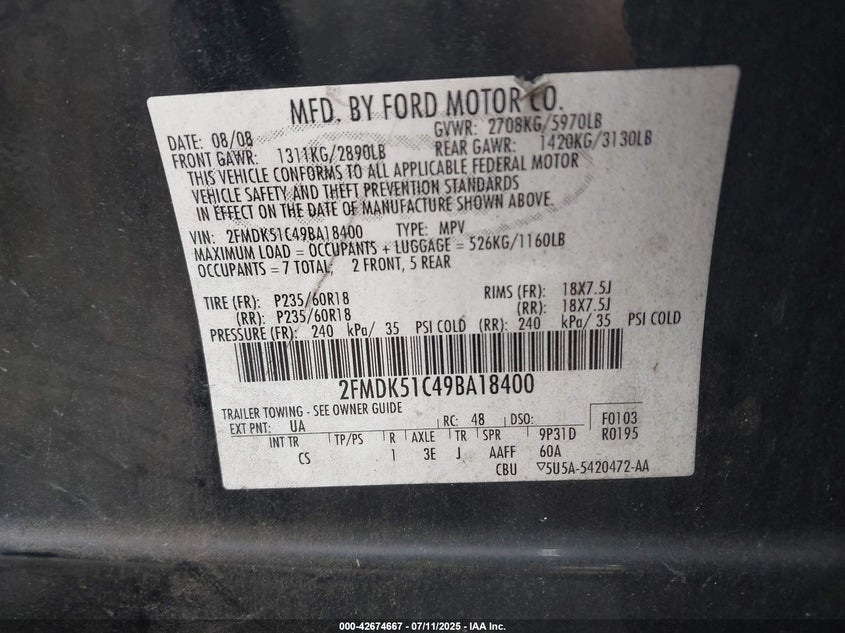 MFD. BY FORD MOTOR CO.
DATE: 08/08 GVWR: 2708KG/5970LB
FRONT GAWR: 1311KG/2890LB REAR GAWR: 1420KG/3130LB
THIS VEHICLE CONFORMS TO ALL APPLICABLE FEDERAL MOTOR
VEHICLE SAFETY AND THEFT PREVENTION STANDARDS
IN EFFECT ON THE DATE OF MANUFACTURE SHOWN ABOVE.
VIN: 2FMDK51C49BA18400 TYPE: MPV
MAXIMUM LOAD = OCCUPANTS + LUGGAGE = 526KG/1160LB
OCCUPANTS = 7 TOTAL, 2 FRONT, 5 REAR
TIRE (FR): P235/60R18 RIMS (FR): 18X7.5J
(RR): P235/60R18 (RR): 18X7.5J
PRESSURE (FR): 240 kPa/ 35 PSI COLD (RR): 240 kPa/ 35 PSI COLD
2FMDK51C49BA18400
TRAILER TOWING - SEE OWNER GUIDE
EXT PNT: UA RC: 48 DSO: F0103
INT TR TP/PS R AXLE TR SPR 9P31D R0195
CS 1 3E J AAFF 60A
CBU ▽5U5A-5420472-AA
000-42674667 - 07/11/2025 - IAA Inc.